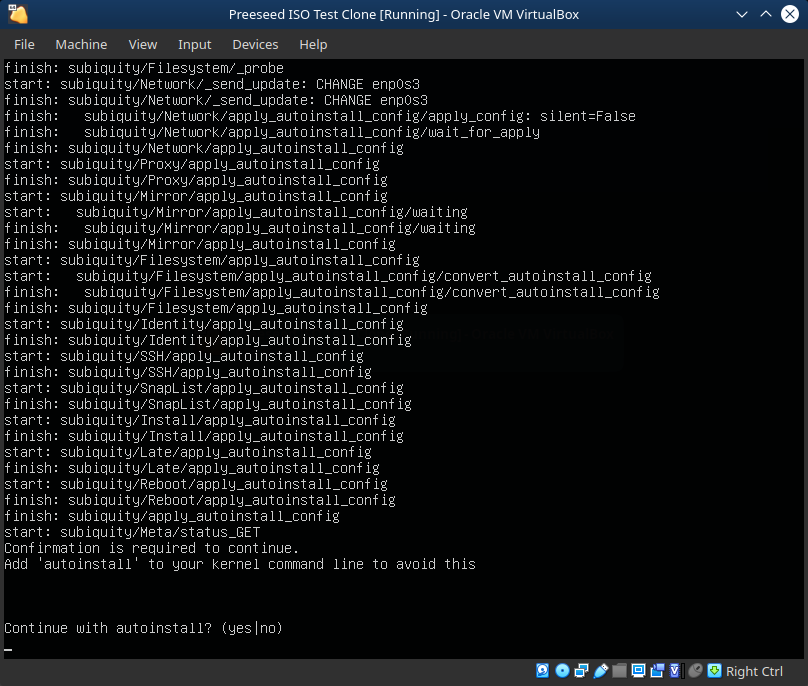 Preeseed ISO Test Clone [Running] - Oracle VM VirtualBox
File Machine View Input Devices Help
finish: subiquity/Filesystem/_probe
start: subiquity/Network/_send_update: CHANGE enp0s3
finish: subiquity/Network/_send_update: CHANGE enp0s3
finish:   subiquity/Network/apply_autoinstall_config/apply_config: silent=False
finish:   subiquity/Network/apply_autoinstall_config/wait_for_apply
finish: subiquity/Network/apply_autoinstall_config
start: subiquity/Proxy/apply_autoinstall_config
finish: subiquity/Proxy/apply_autoinstall_config
start: subiquity/Mirror/apply_autoinstall_config
start:   subiquity/Mirror/apply_autoinstall_config/waiting
finish:   subiquity/Mirror/apply_autoinstall_config/waiting
finish: subiquity/Mirror/apply_autoinstall_config
start: subiquity/Filesystem/apply_autoinstall_config
start:   subiquity/Filesystem/apply_autoinstall_config/convert_autoinstall_config
finish:   subiquity/Filesystem/apply_autoinstall_config/convert_autoinstall_config
finish: subiquity/Filesystem/apply_autoinstall_config
start: subiquity/Identity/apply_autoinstall_config
finish: subiquity/Identity/apply_autoinstall_config
start: subiquity/SSH/apply_autoinstall_config
finish: subiquity/SSH/apply_autoinstall_config
start: subiquity/SnapList/apply_autoinstall_config
finish: subiquity/SnapList/apply_autoinstall_config
start: subiquity/Install/apply_autoinstall_config
finish: subiquity/Install/apply_autoinstall_config
start: subiquity/Late/apply_autoinstall_config
finish: subiquity/Late/apply_autoinstall_config
start: subiquity/Reboot/apply_autoinstall_config
finish: subiquity/Reboot/apply_autoinstall_config
finish: subiquity/apply_autoinstall_config
start: subiquity/Meta/status_GET
Confirmation is required to continue.
Add 'autoinstall' to your kernel command line to avoid this
Continue with autoinstall? (yes|no)
Right Ctrl